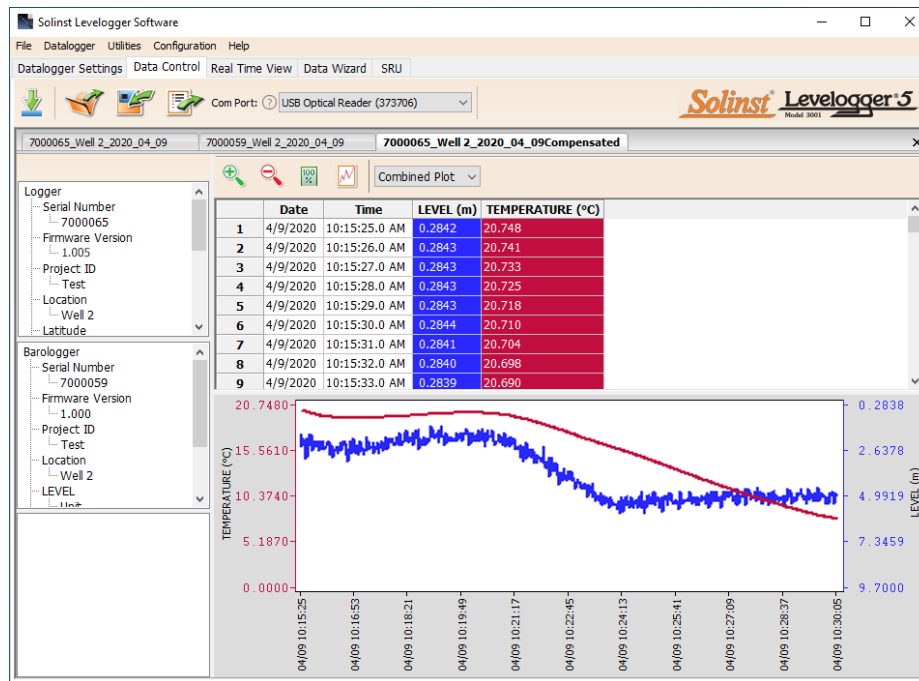 Solinst Levelogger Software
File Datalogger Utilities Configuration Help
Datalogger Settings Data Control Real Time View Data Wizard SRU
Com Port: ? USB Optical Reader (373706)
Solinst Levelogger 5
Model 3001
7000065_Well 2_2020_04_09 7000059_Well 2_2020_04_09 7000065_Well 2_2020_04_09Compensated
100 %
Combined Plot
Logger
Serial Number
7000065
Firmware Version
1.005
Project ID
Test
Location
Well 2
Latitude
Barologger
Serial Number
7000059
Firmware Version
1.000
Project ID
Test
Location
Well 2
LEVEL
Unit
Date Time LEVEL (m) TEMPERATURE (°C)
1 4/9/2020 10:15:25.0 AM 0.2842 20.748
2 4/9/2020 10:15:26.0 AM 0.2843 20.741
3 4/9/2020 10:15:27.0 AM 0.2843 20.733
4 4/9/2020 10:15:28.0 AM 0.2843 20.725
5 4/9/2020 10:15:29.0 AM 0.2843 20.718
6 4/9/2020 10:15:30.0 AM 0.2844 20.710
7 4/9/2020 10:15:31.0 AM 0.2841 20.704
8 4/9/2020 10:15:32.0 AM 0.2840 20.698
9 4/9/2020 10:15:33.0 AM 0.2839 20.690
TEMPERATURE (°C)
20.7480
15.5610
10.3740
5.1870
0.0000
0.2838
2.6378
4.9919
7.3459
9.7000
LEVEL (m)
04/09 10:15:25
04/09 10:16:53
04/09 10:18:21
04/09 10:19:49
04/09 10:21:17
04/09 10:22:45
04/09 10:24:13
04/09 10:25:41
04/09 10:27:09
04/09 10:28:37
04/09 10:30:05